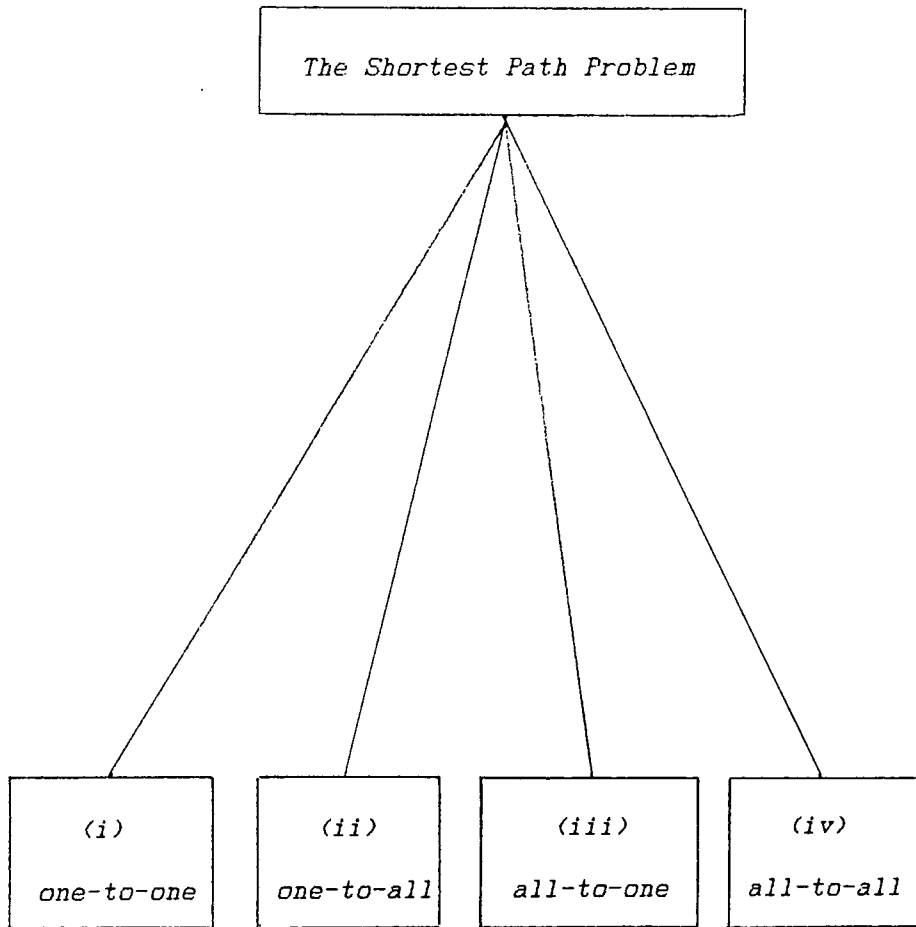 The Shortest Path Problem
(i)
one-to-one
(ii)
one-to-all
(iii)
all-to-one
(iv)
all-to-all